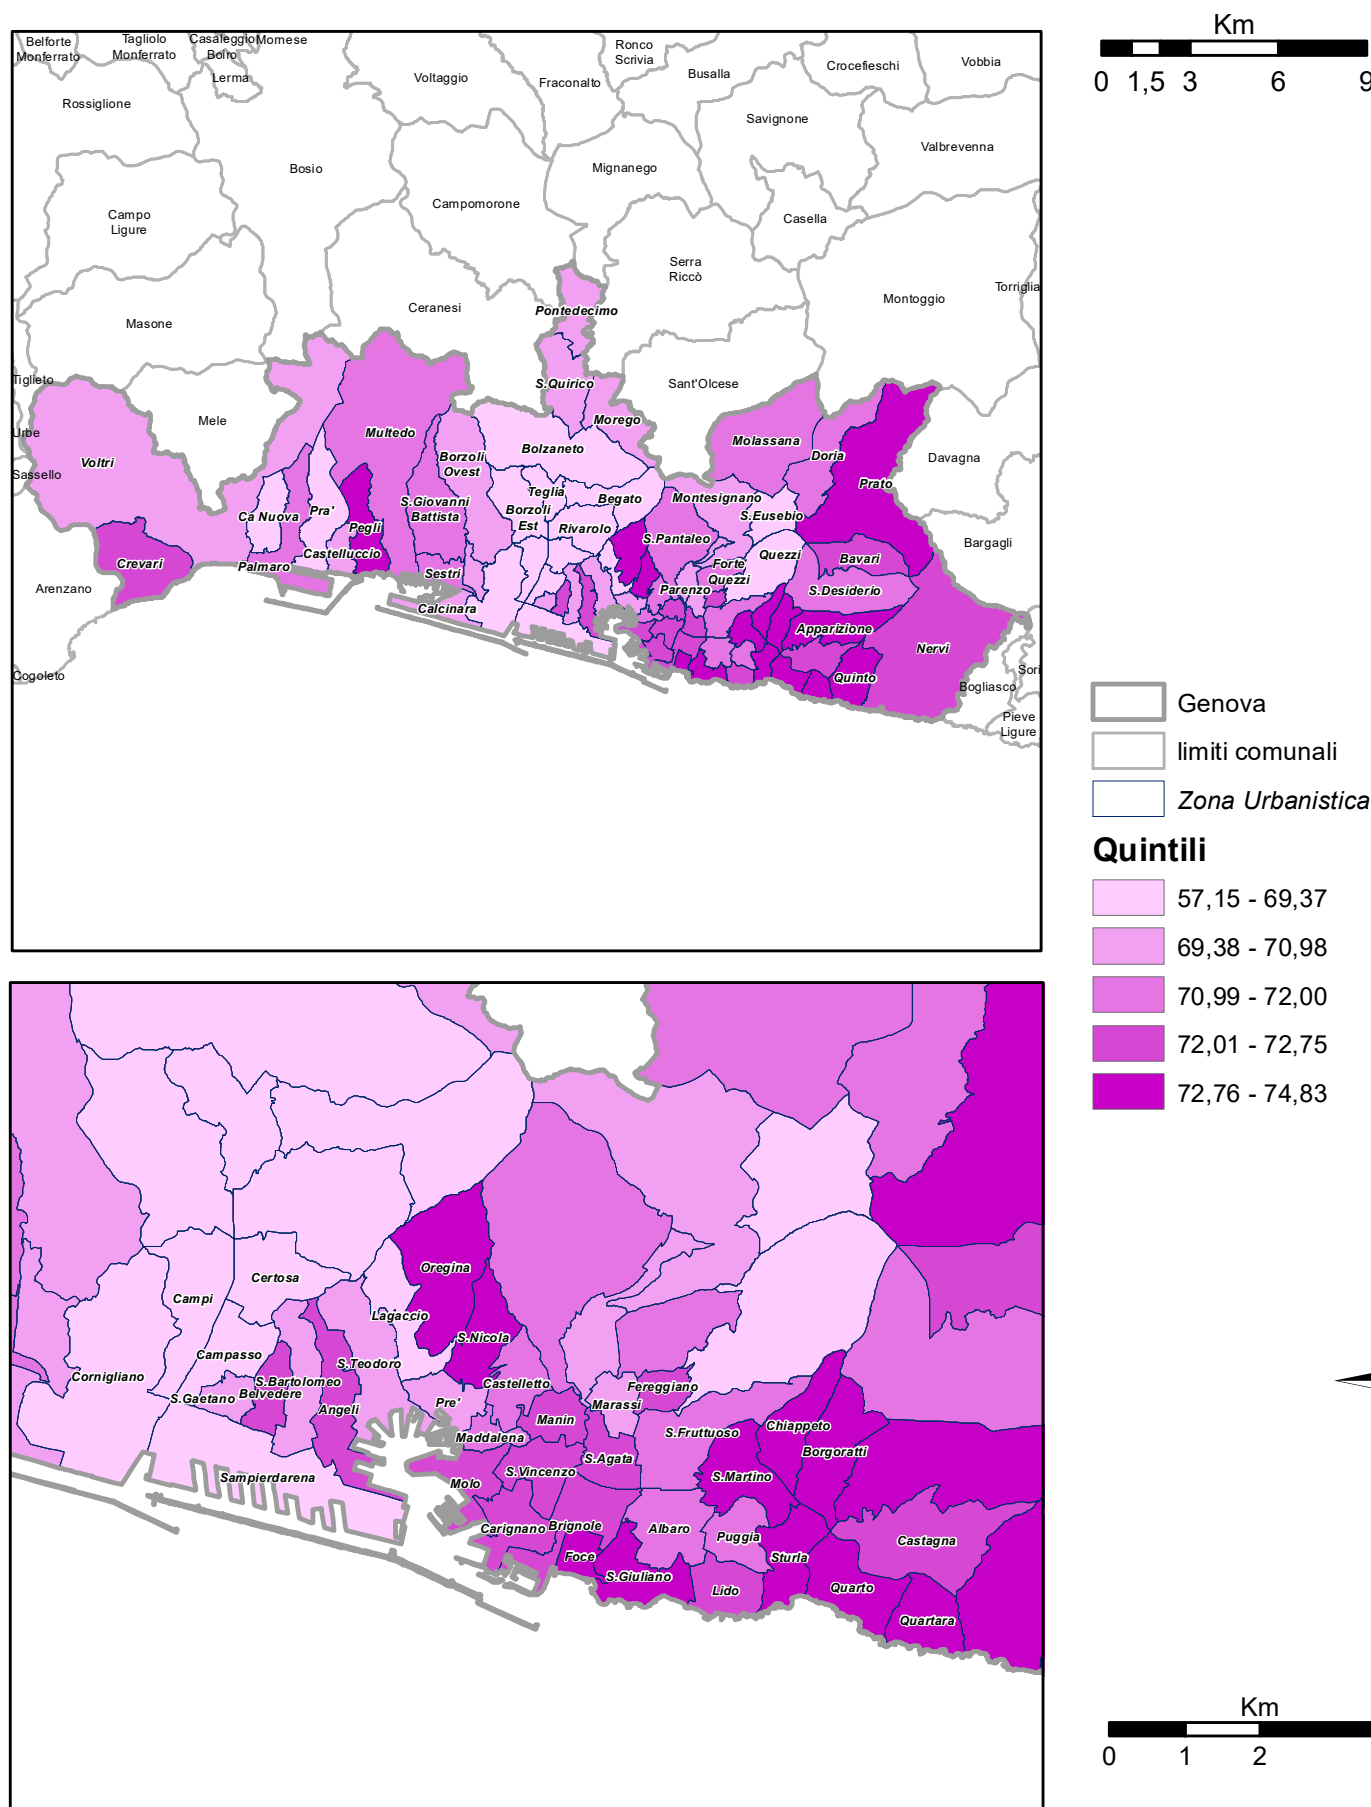 Km
0 1,5 3 6 9
Belforte
Monferrato
Tagliolo
Monferrato
Casaleggio
Boiro
Mornese
Lerma
Rossiglione
Voltaggio
Fraconalto
Ronco
Scrivia
Busalla
Crocefieschi
Vobbia
Savignone
Valbrevenna
Bosio
Mignanego
Campomorone
Casella
Campo
Ligure
Serra
Riccò
Montoggio
Torriglia
Masone
Ceranesi
Pontedecimo
Tiglieto
Mele
S.Quirico
Sant'Olcese
Morego
Urbe
Multedo
Molassana
Sassello
Voltri
Borzoli
Ovest
Bolzaneto
Doria
Davagna
Prato
Ca Nuova
Pra'
Pegli
S.Giovanni
Battista
Teglia
Borzoli
Est
Begato
Rivarolo
Montesignano
S.Eusebio
S.Pantaleo
Quezzi
Bargagli
Crevari
Castelluccio
Palmaro
Sestri
Forte
Quezzi
Bavari
Arenzano
Calcinara
Parenzo
S.Desiderio
Apparizione
Nervi
Cogoleto
Quinto
Bogliasco
Sori
Pieve
Ligure
Genova
limiti comunali
Zona Urbanistica
Quintili
57,15 - 69,37
69,38 - 70,98
70,99 - 72,00
72,01 - 72,75
72,76 - 74,83
Oregina
Certosa
Campi
Lagaccio
S.Nicola
Campasso
S.Teodoro
Cornigliano
S.Bartolomeo
S.Gaetano
Belvedere
Angeli
Castelletto
Fereggiano
Pre'
Marassi
Manin
Chiappeto
Maddalena
S.Fruttuoso
Borgoratti
S.Agata
Sampierdarena
S.Vincenzo
S.Martino
Molo
Carignano
Brignole
Albaro
Puggia
Castagna
Foce
Sturla
S.Giuliano
Lido
Quarto
Quartara
Km
0 1 2